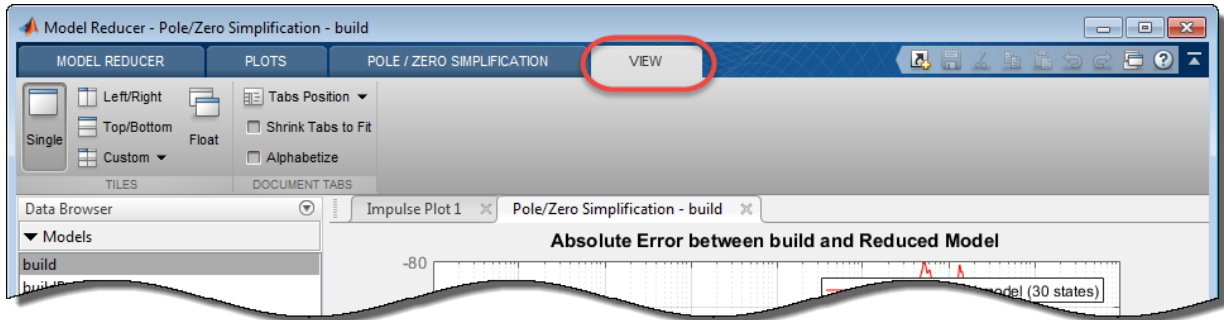 Model Reducer - Pole/Zero Simplification - build
MODEL REDUCER
PLOTS
POLE / ZERO SIMPLIFICATION
VIEW
Single
Left/Right
Top/Bottom
Custom
Float
TILES
Tabs Position
Shrink Tabs to Fit
Alphabetize
DOCUMENT TABS
Data Browser
Models
build
Impulse Plot 1
Pole/Zero Simplification - build
Absolute Error between build and Reduced Model
-80
model (30 states)